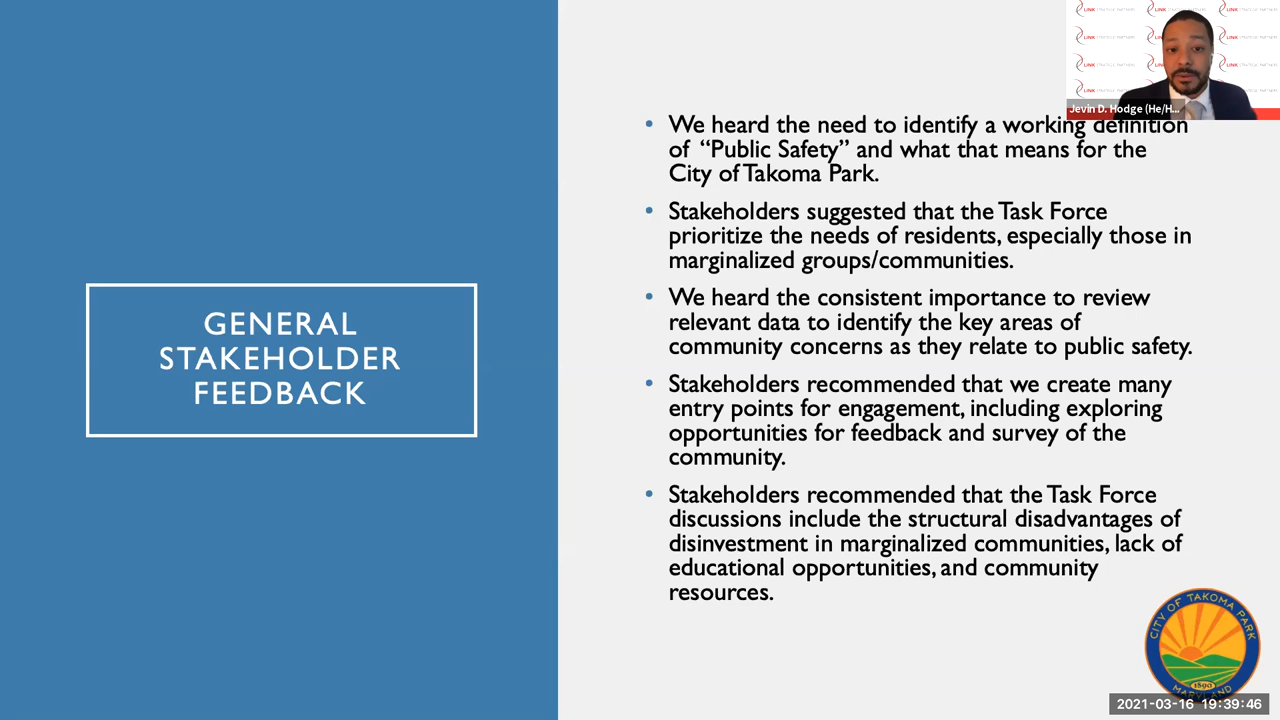 GENERAL
STAKEHOLDER
FEEDBACK
LINK
Jevin D. Hodge (He/H...
• We heard the need to identify a working definition
of “Public Safety” and what that means for the
City of Takoma Park.
• Stakeholders suggested that the Task Force
prioritize the needs of residents, especially those in
marginalized groups/communities.
• We heard the consistent importance to review
relevant data to identify the key areas of
community concerns as they relate to public safety.
• Stakeholders recommended that we create many
entry points for engagement, including exploring
opportunities for feedback and survey of the
community.
• Stakeholders recommended that the Task Force
discussions include the structural disadvantages of
disinvestment in marginalized communities, lack of
educational opportunities, and community
resources.
CITY OF TAKOMA PARK
1890
MARYLAND
2021-03-16 19:39:46